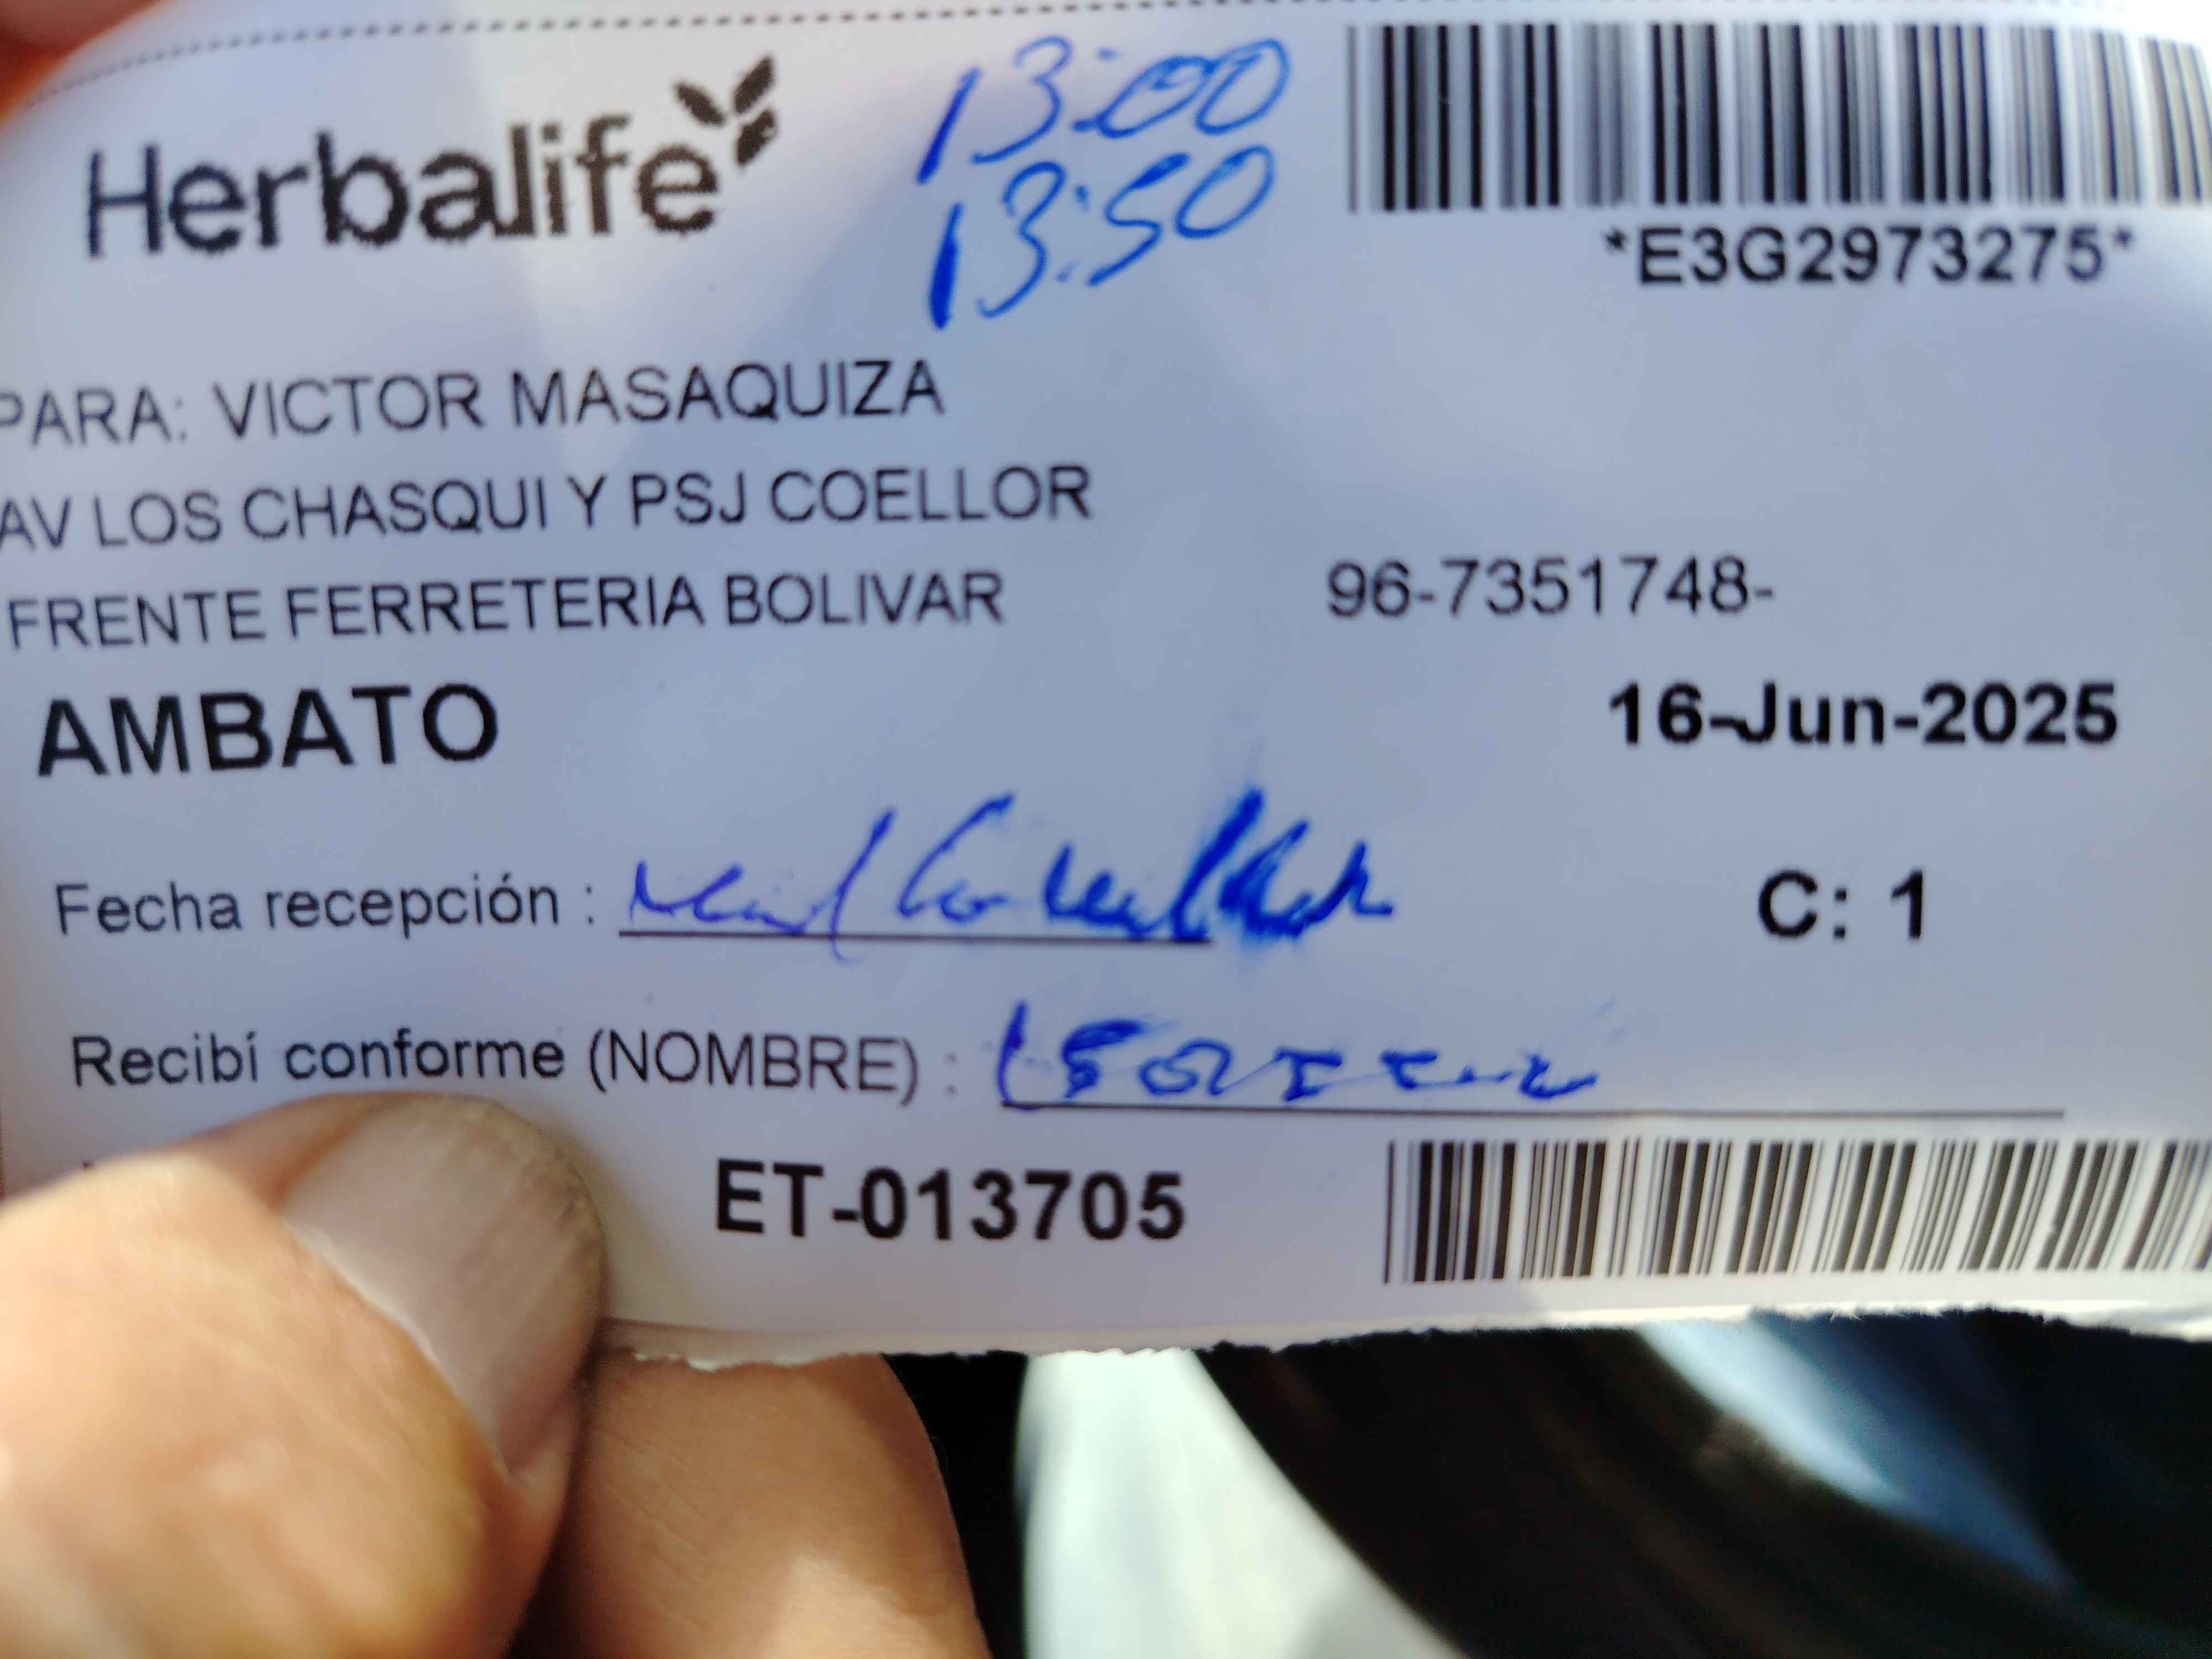 Herbalife
13:00
13:50
*E3G2973275*
PARA: VICTOR MASAQUIZA
AV LOS CHASQUI Y PSJ COELLOR
FRENTE FERRETERIA BOLIVAR
96-7351748-
AMBATO
16-Jun-2025
Fecha recepción :
C: 1
Recibí conforme (NOMBRE) :
ET-013705